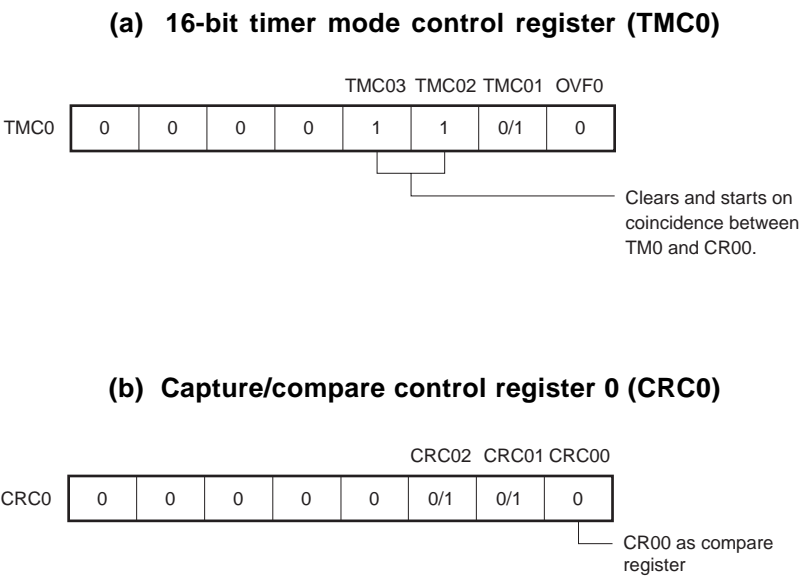 (a) 16-bit timer mode control register (TMC0)
TMC03 TMC02 TMC01 OVF0
TMC0 0 0 0 0 1 1 0/1 0
Clears and starts on
coincidence between
TM0 and CR00.
(b) Capture/compare control register 0 (CRC0)
CRC02 CRC01 CRC00
CRC0 0 0 0 0 0 0/1 0/1 0
CR00 as compare
register